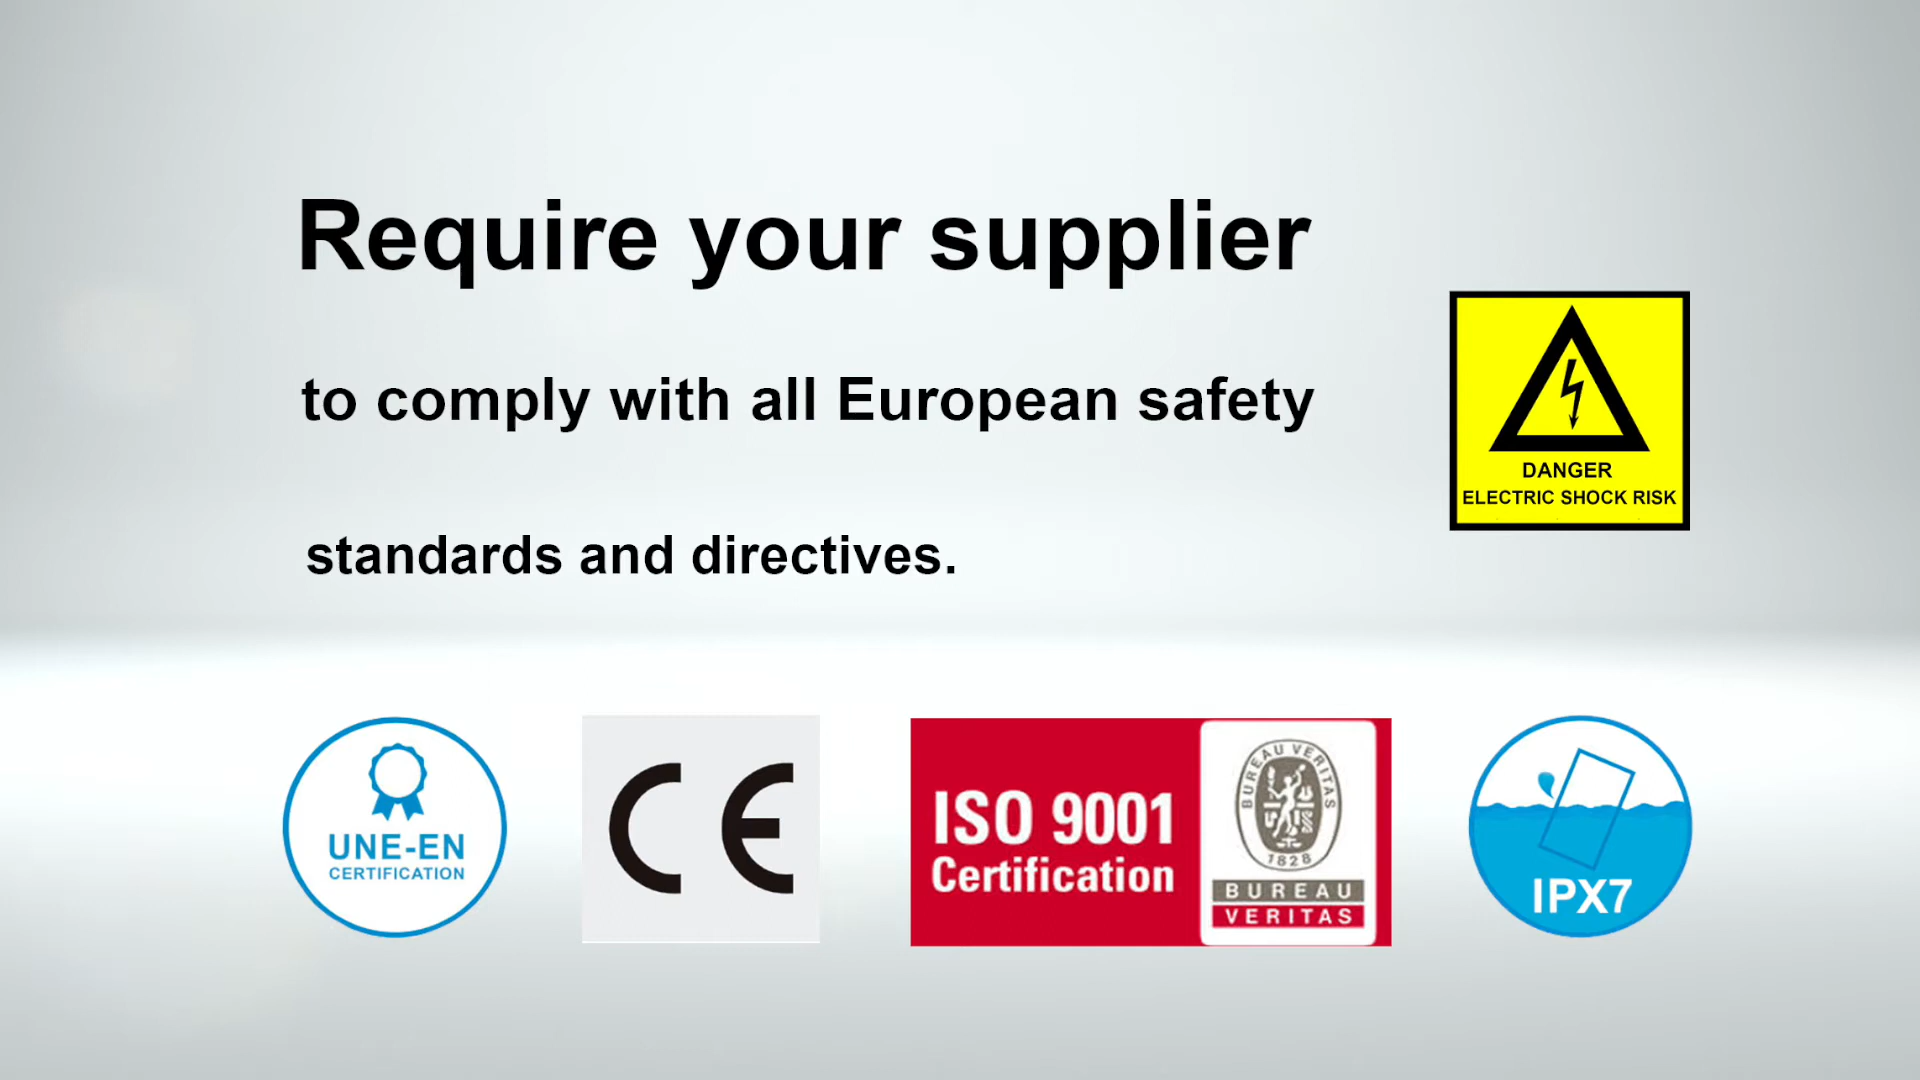 Require your supplier
to comply with all European safety
standards and directives.
DANGER
ELECTRIC SHOCK RISK
UNE-EN
CERTIFICATION
CE
ISO 9001
Certification
BUREAU VERITAS
1828
BUREAU
VERITAS
IPX7